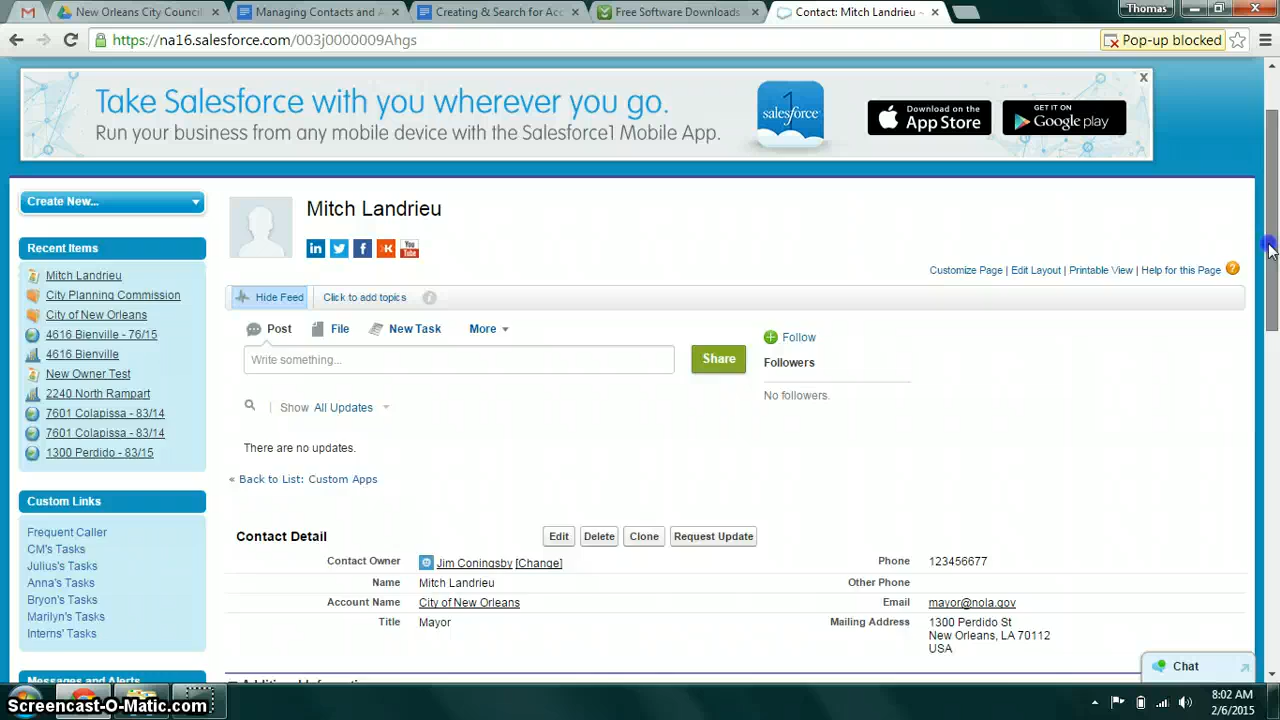 New Orleans City Council
Managing Contacts and A
Creating & Search for Acc
Free Software Downloads
Contact: Mitch Landrieu ~
Thomas
https://na16.salesforce.com/003j0000009Ahgs
Pop-up blocked
Take Salesforce with you wherever you go.
Run your business from any mobile device with the Salesforce1 Mobile App.
1
salesforce
Download on the
App Store
GET IT ON
Google play
X
Create New...
Recent Items
Mitch Landrieu
City Planning Commission
City of New Orleans
4616 Bienville - 76/15
4616 Bienville
New Owner Test
2240 North Rampart
7601 Colapissa - 83/14
7601 Colapissa - 83/14
1300 Perdido - 83/15
Custom Links
Frequent Caller
CM's Tasks
Julius's Tasks
Anna's Tasks
Bryon's Tasks
Marilyn's Tasks
Interns' Tasks
Messages and Alerts
Mitch Landrieu
in
You
Tube
Customize Page | Edit Layout | Printable View | Help for this Page ?
Hide Feed
Click to add topics i
Post
File
New Task
More
Write something...
Share
Follow
Followers
No followers.
Show All Updates
There are no updates.
« Back to List: Custom Apps
Contact Detail
Edit
Delete
Clone
Request Update
Contact Owner Jim Coningsby [Change]
Phone 123456677
Name Mitch Landrieu
Other Phone
Account Name City of New Orleans
Email mayor@nola.gov
Title Mayor
Mailing Address 1300 Perdido St
New Orleans, LA 70112
USA
Additional Information
Chat
Screencast-O-Matic.com
8:02 AM
2/6/2015